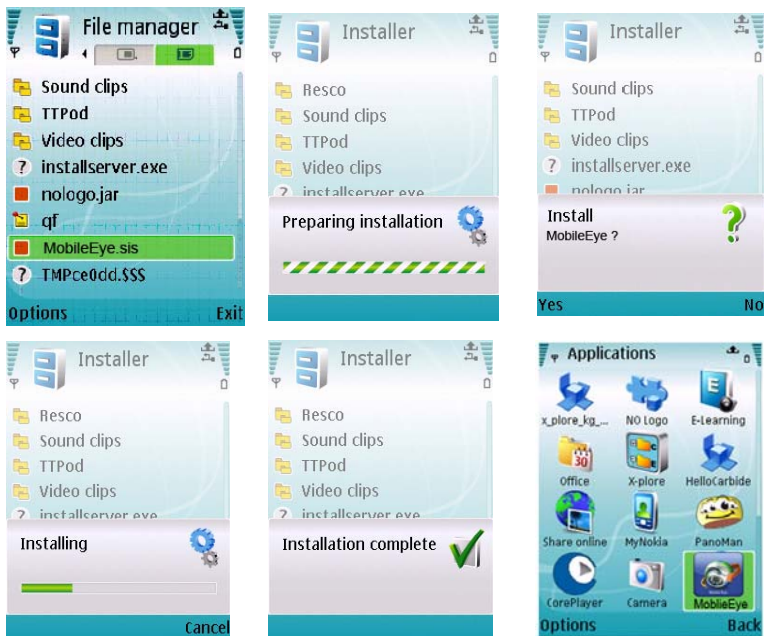 File manager
Sound clips
TTPod
Video clips
? installserver.exe
nologo.jar
qf
MobileEye.sis
? TMPce0dd.$$$
Options Exit
Installer
Resco
Sound clips
TTPod
Video clips
? installserver.exe
Preparing installation
Installer
Sound clips
TTPod
Video clips
? installserver.exe
nologo.jar
Install
MobileEye ?
Yes No
Installer
Resco
Sound clips
TTPod
Video clips
? installserver.exe
Installing
Cancel
Installer
Resco
Sound clips
TTPod
Video clips
? installserver.exe
Installation complete
Applications
x_plore_kg_... NO Logo E-Learning
Office X-plore HelloCarbide
Share online MyNokia PanoMan
CorePlayer Camera MoblieEye
Options Back